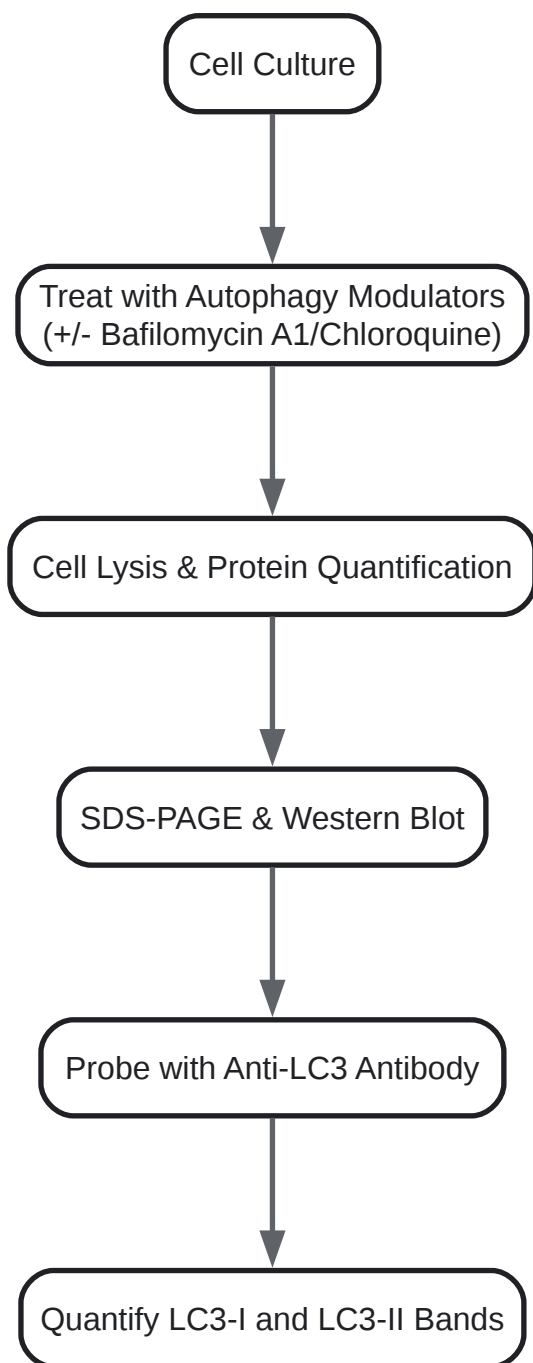 Cell Culture
Treat with Autophagy Modulators
(+/- Bafilomycin A1/Chloroquine)
Cell Lysis & Protein Quantification
SDS-PAGE & Western Blot
Probe with Anti-LC3 Antibody
Quantify LC3-I and LC3-II Bands